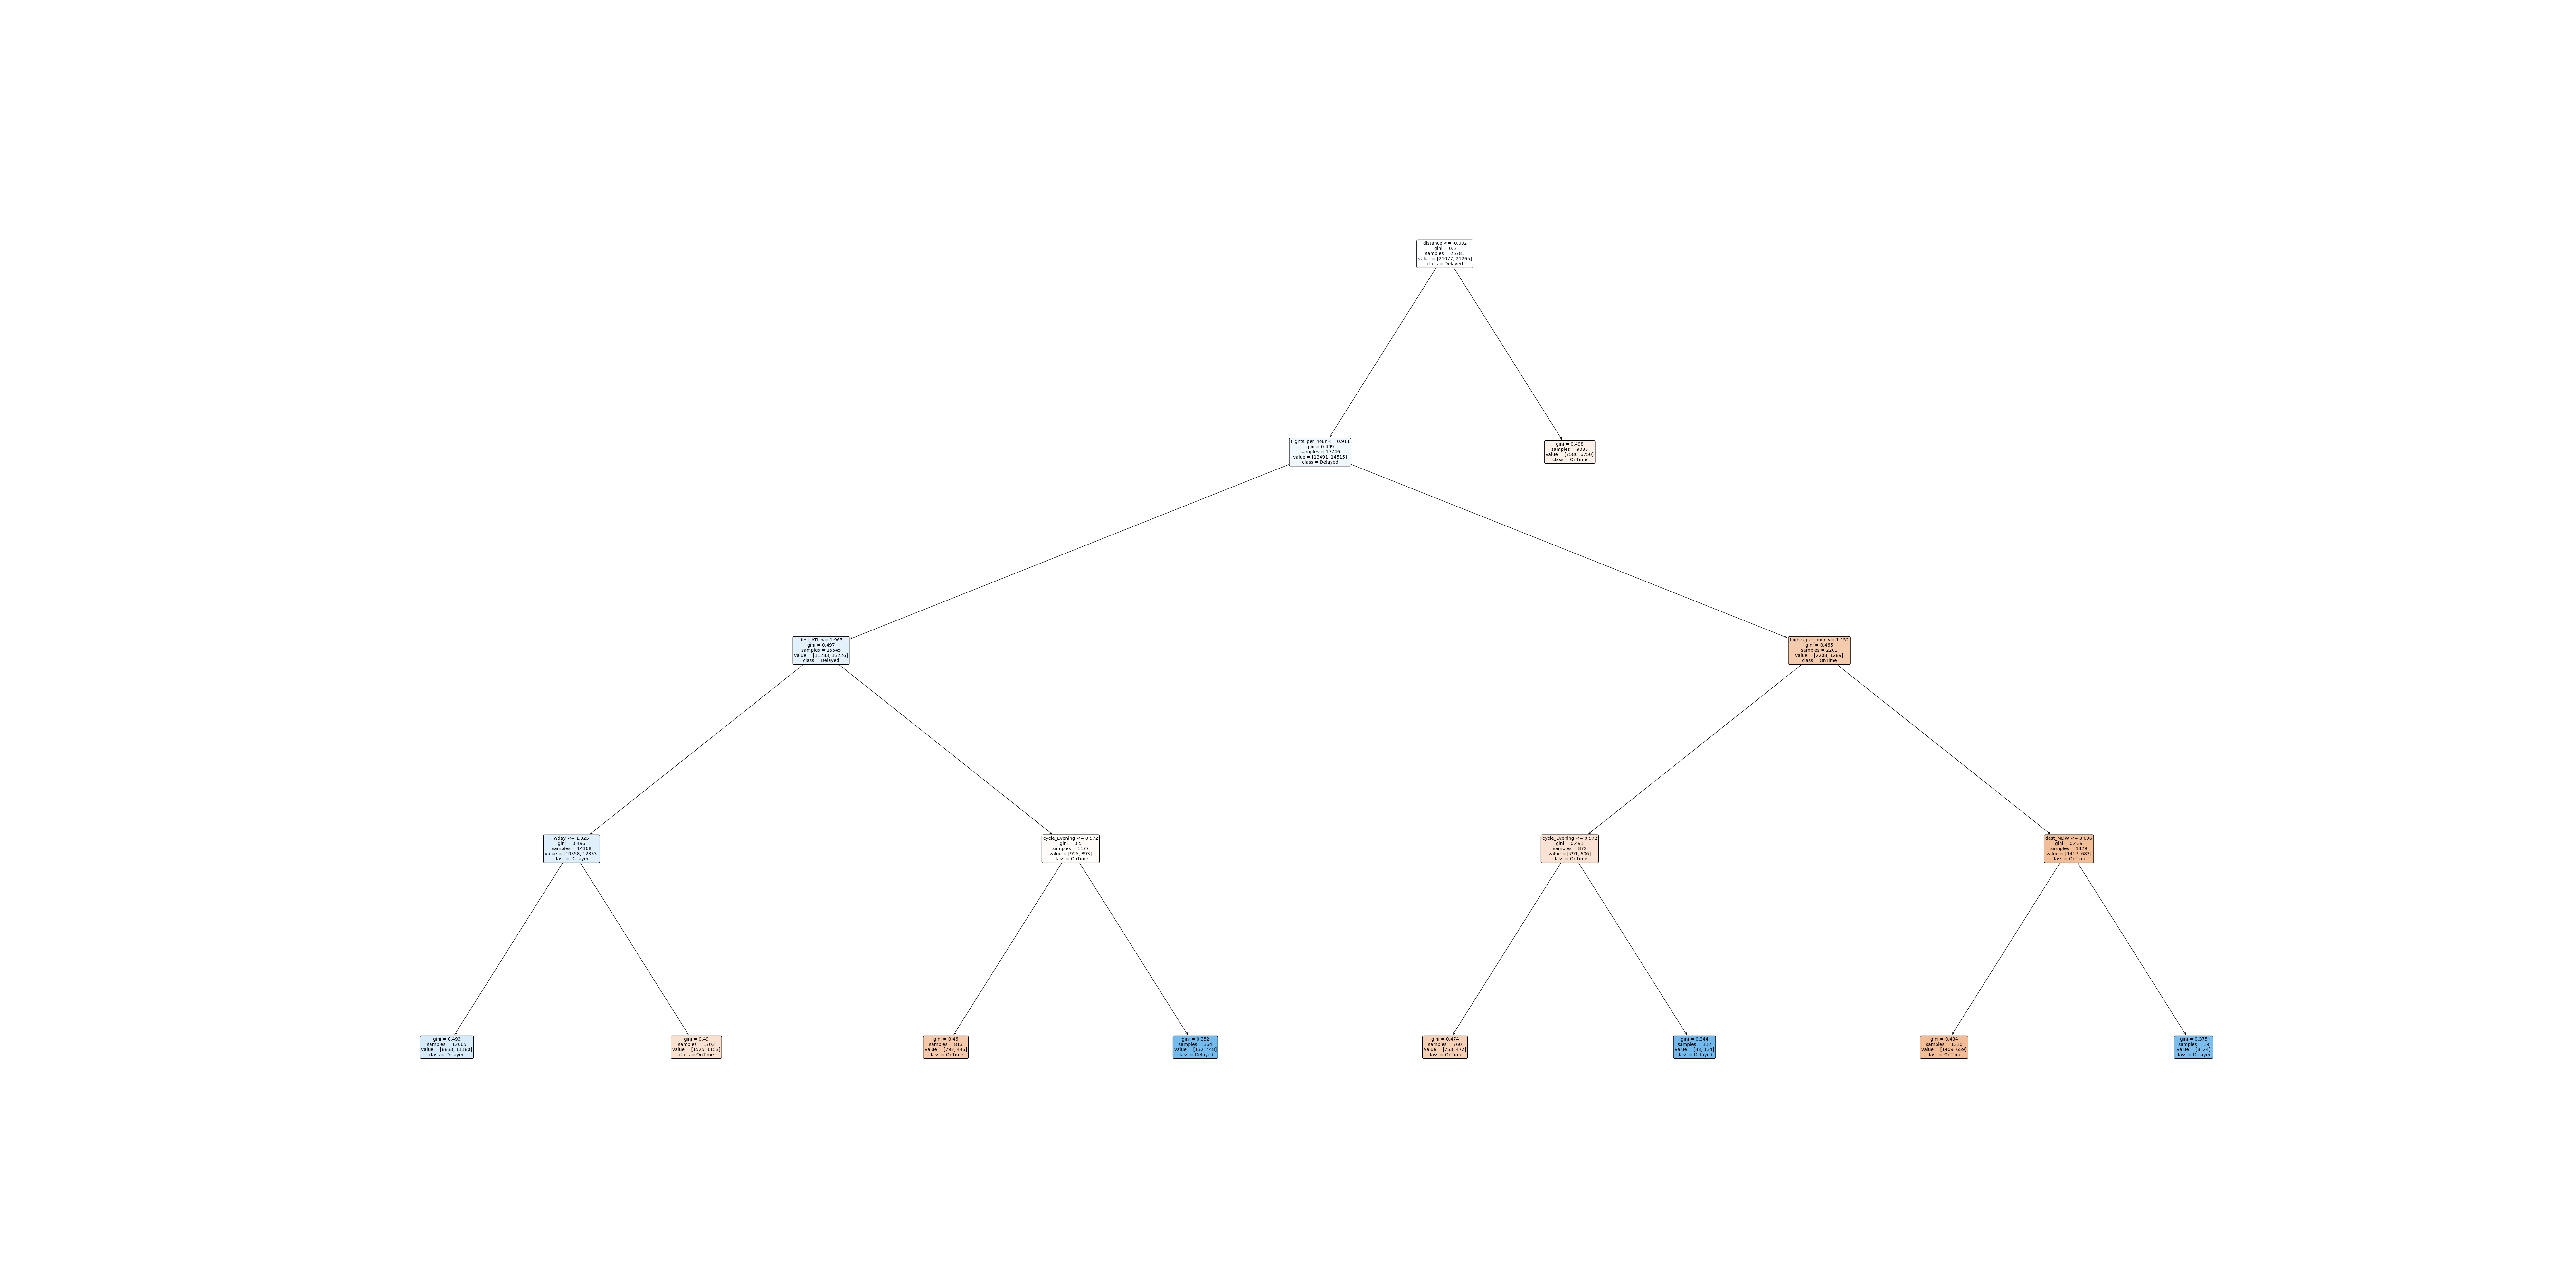 distance <= -0.092
gini = 0.5
samples = 26781
value = [21077, 21265]
class = Delayed
flights_per_hour <= 0.911
gini = 0.499
samples = 17746
value = [13491, 14515]
class = Delayed
gini = 0.498
samples = 9035
value = [7586, 6750]
class = OnTime
dest_ATL <= 1.965
gini = 0.497
samples = 15545
value = [11283, 13226]
class = Delayed
flights_per_hour <= 1.152
gini = 0.465
samples = 2201
value = [2208, 1289]
class = OnTime
wday <= 1.325
gini = 0.496
samples = 14368
value = [10358, 12333]
class = Delayed
cycle_Evening <= 0.572
gini = 0.5
samples = 1177
value = [925, 893]
class = OnTime
cycle_Evening <= 0.572
gini = 0.491
samples = 872
value = [791, 606]
class = OnTime
dest_MDW <= 3.696
gini = 0.439
samples = 1329
value = [1417, 683]
class = OnTime
gini = 0.493
samples = 12665
value = [8833, 11180]
class = Delayed
gini = 0.49
samples = 1703
value = [1525, 1153]
class = OnTime
gini = 0.46
samples = 813
value = [793, 445]
class = OnTime
gini = 0.352
samples = 364
value = [132, 448]
class = Delayed
gini = 0.474
samples = 760
value = [753, 472]
class = OnTime
gini = 0.344
samples = 112
value = [38, 134]
class = Delayed
gini = 0.434
samples = 1310
value = [1409, 659]
class = OnTime
gini = 0.375
samples = 19
value = [8, 24]
class = Delayed